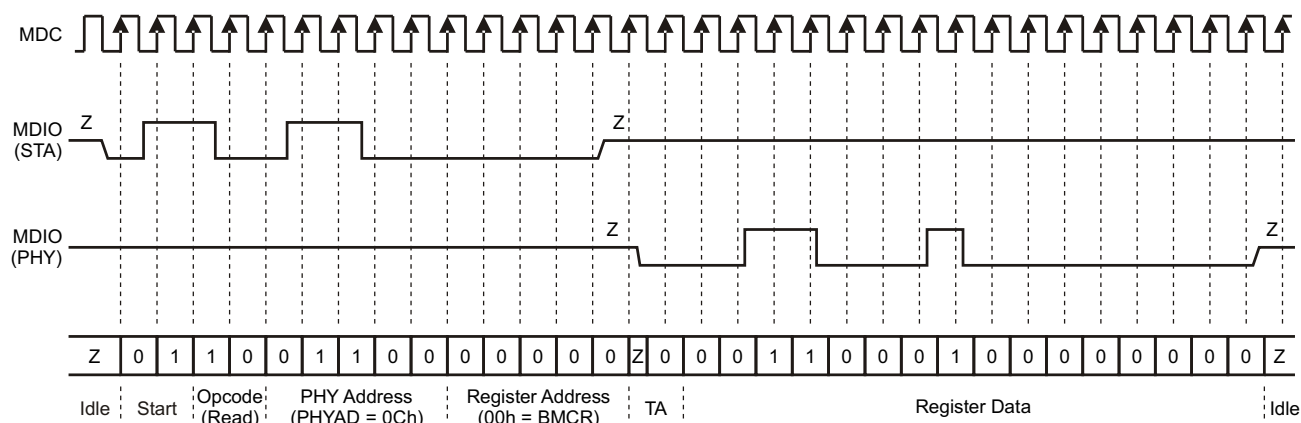 MDC
Z Z
MDIO
(STA)
Z Z
MDIO
(PHY)
Z 0 1 1 0 0 1 1 0 0 0 0 0 0 0 Z 0 0 0 1 1 0 0 0 1 0 0 0 0 0 0 0 0 Z
Idle Start Opcode PHY Address Register Address TA Register Data Idle
(Read) (PHYAD = 0Ch) (00h = BMCR)